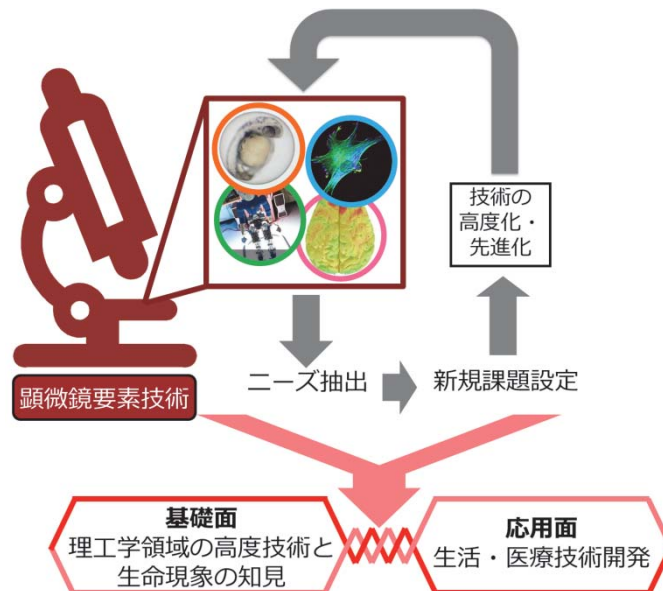 技術の
高度化・
先進化
ニーズ抽出
新規課題設定
顕微鏡要素技術
基礎面
理工学領域の高度技術と
生命現象の知見
応用面
生活・医療技術開発